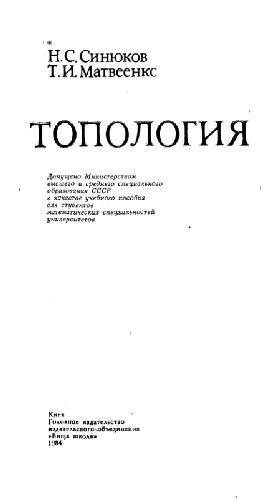 Н. С. Синюков
Т. И. Матвеенко
ТОПОЛОГИЯ
Допущено Министерством
высшего и среднего специального
образования СССР
в качестве учебного пособия
для студентов
математических специальностей
университетов
Киев
Головное издательство
издательского объединения
«Вища школа»
1984